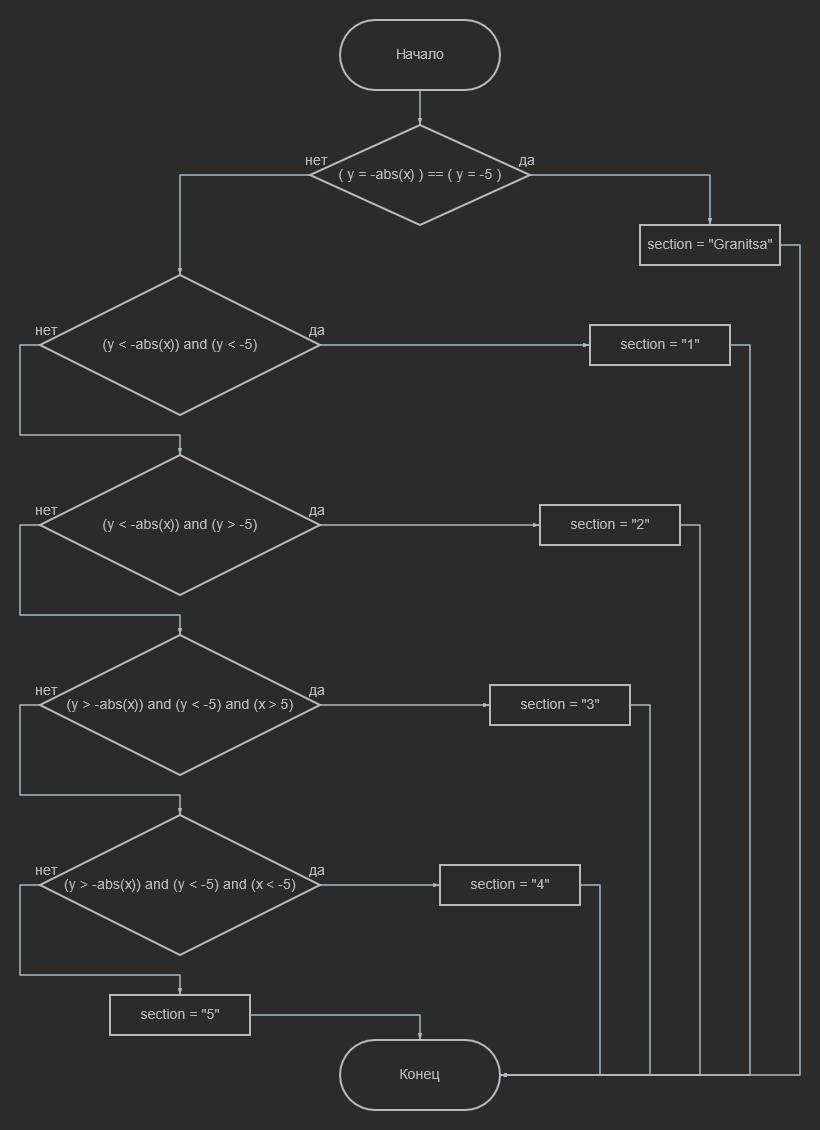 Начало
нет
да
( y = -abs(x) ) == ( y = -5 )
section = "Granitsa"
нет
да
(y < -abs(x)) and (y < -5)
section = "1"
нет
да
(y < -abs(x)) and (y > -5)
section = "2"
нет
да
(y > -abs(x)) and (y < -5) and (x > 5)
section = "3"
нет
да
(y > -abs(x)) and (y < -5) and (x < -5)
section = "4"
section = "5"
Конец